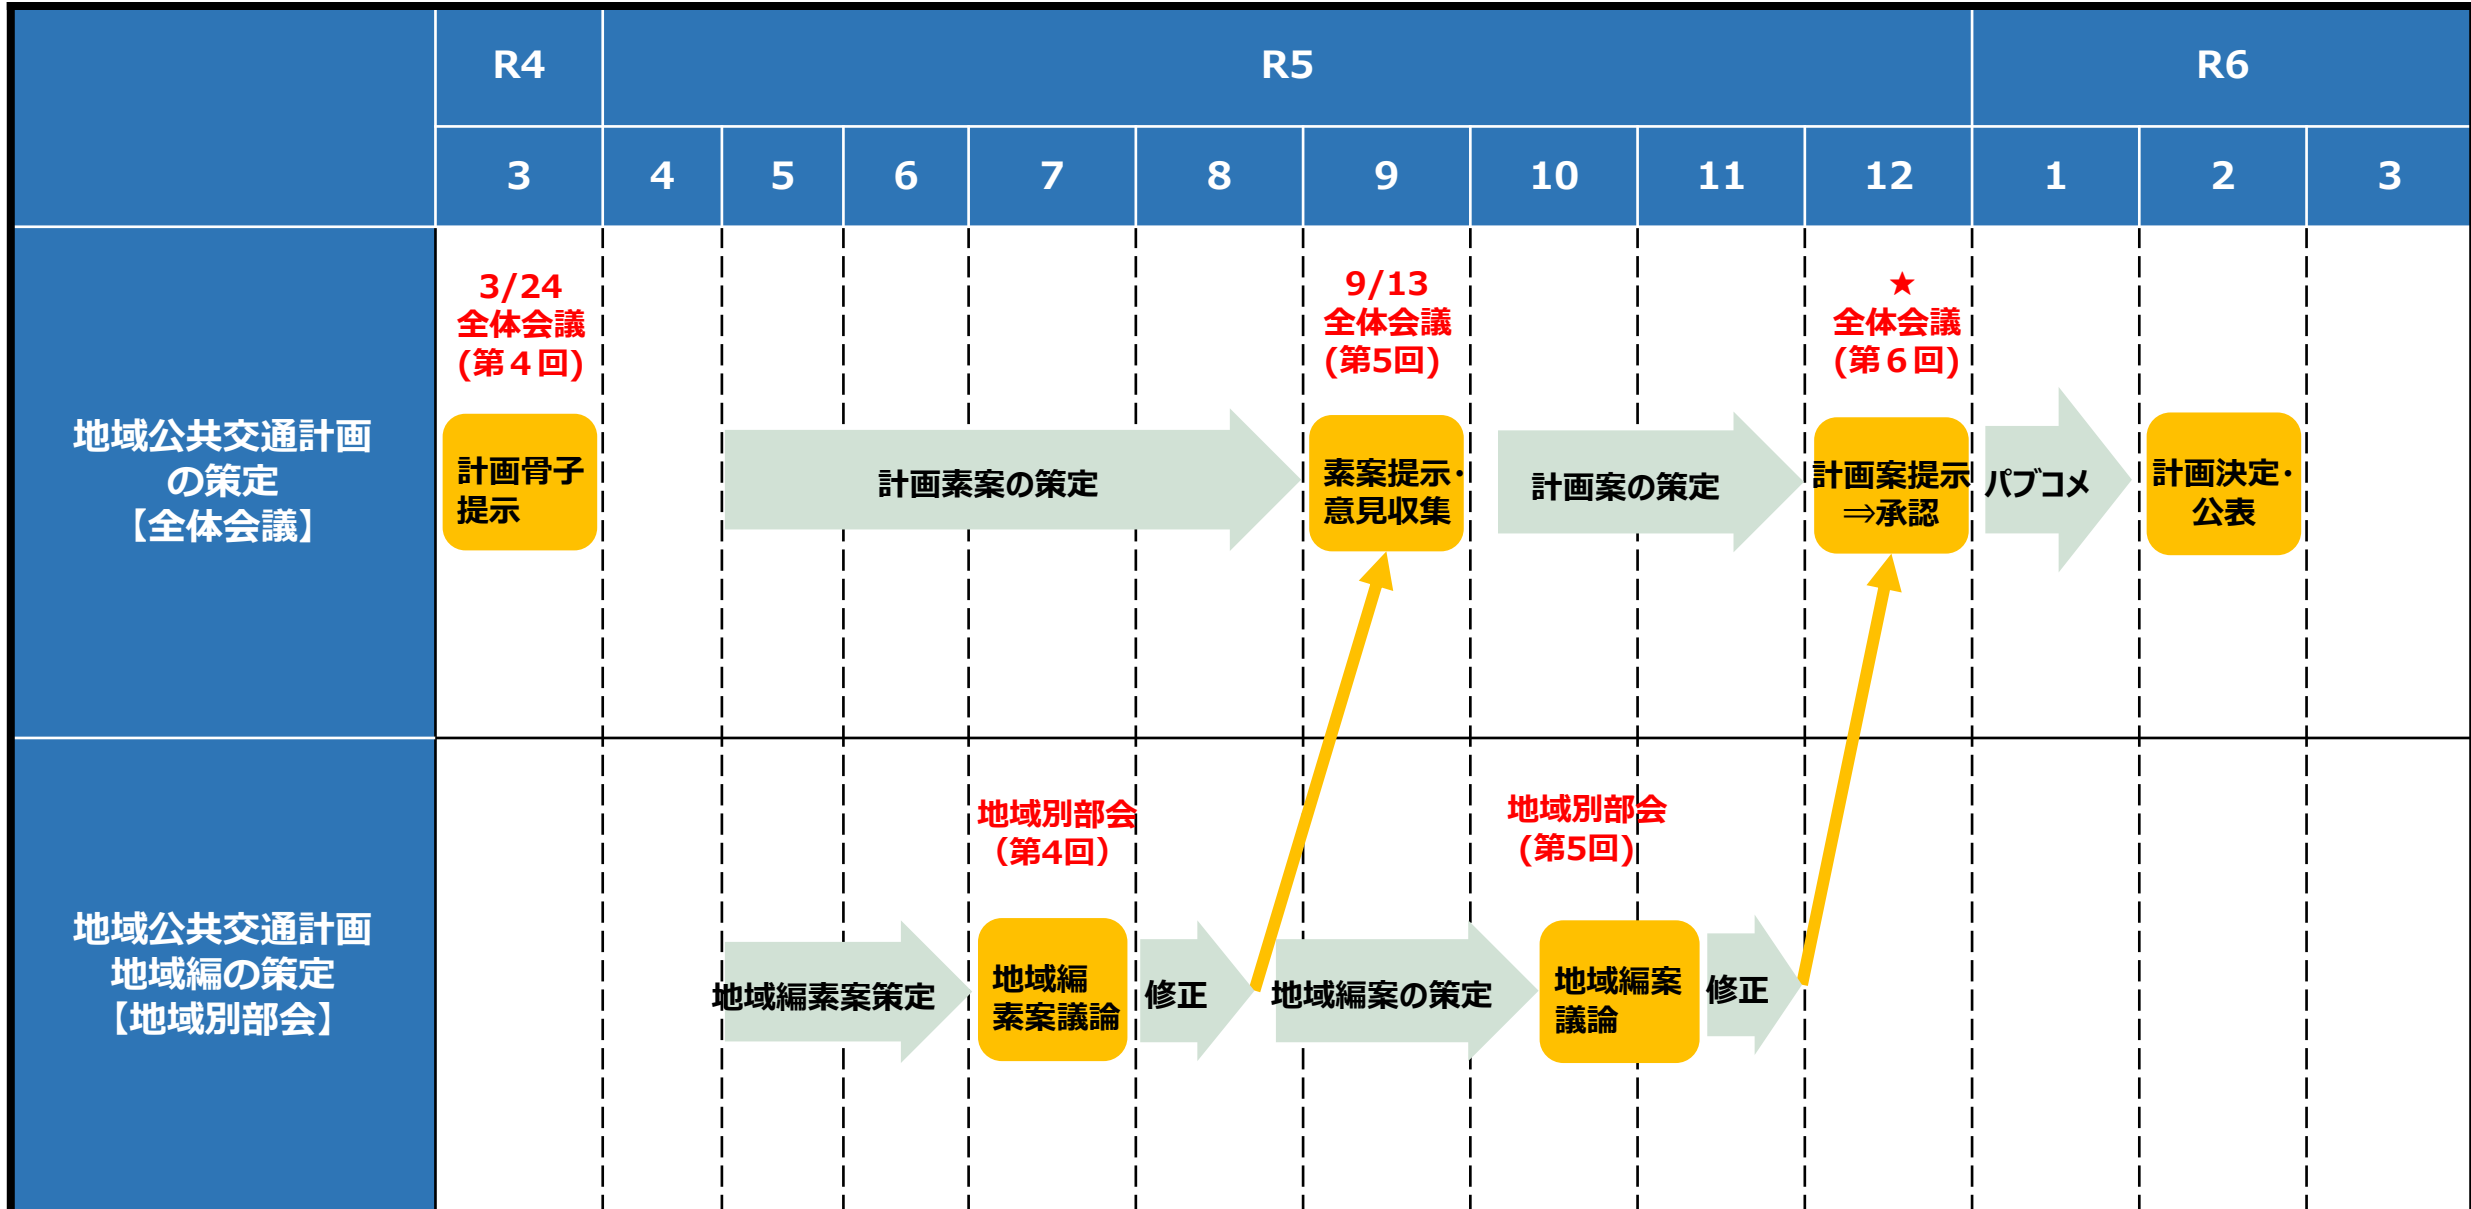 R4
R5
R6
3
4
5
6
7
8
9
10
11
12
1
2
3
地域公共交通計画
の策定
【全体会議】
3/24
全体会議
(第４回)
9/13
全体会議
(第5回)
★
全体会議
(第６回)
計画骨子
提示
計画素案の策定
素案提示・
意見収集
計画案の策定
計画案提示
⇒承認
パブコメ
計画決定・
公表
地域公共交通計画
地域編の策定
【地域別部会】
地域別部会
（第4回）
地域別部会
(第5回)
地域編素案策定
地域編
素案議論
修正
地域編案の策定
地域編案
議論
修正